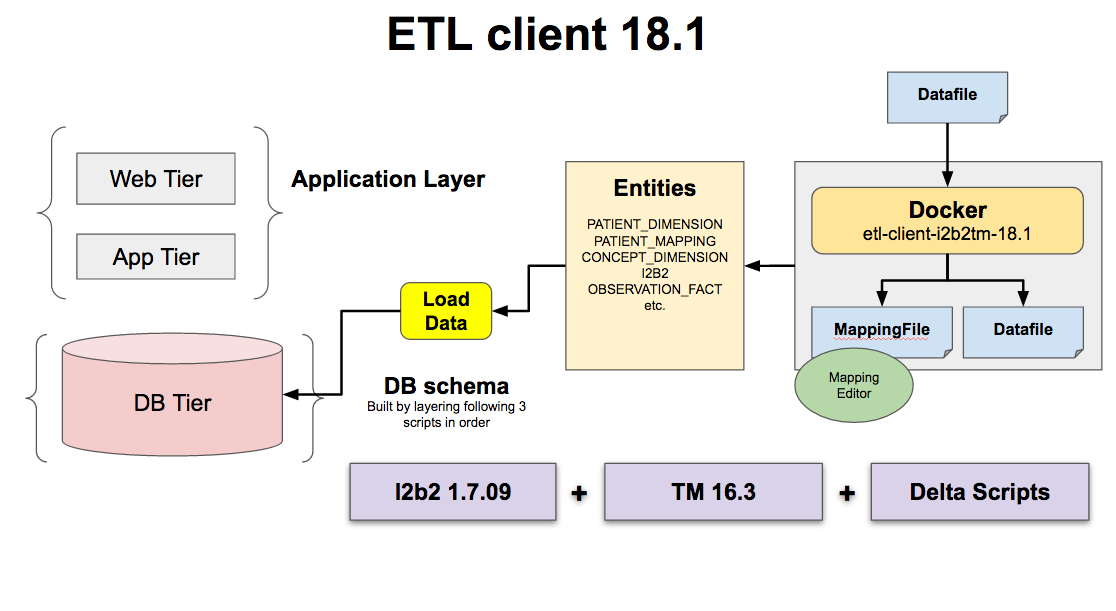 ETL client 18.1
Datafile
Web Tier
App Tier
Application Layer
Entities
PATIENT_DIMENSION
PATIENT_MAPPING
CONCEPT_DIMENSION
I2B2
OBSERVATION_FACT
etc.
Docker
etl-client-i2b2tm-18.1
MappingFile
Datafile
Mapping
Editor
Load
Data
DB Tier
DB schema
Built by layering following 3
scripts in order
I2b2 1.7.09
+
TM 16.3
+
Delta Scripts